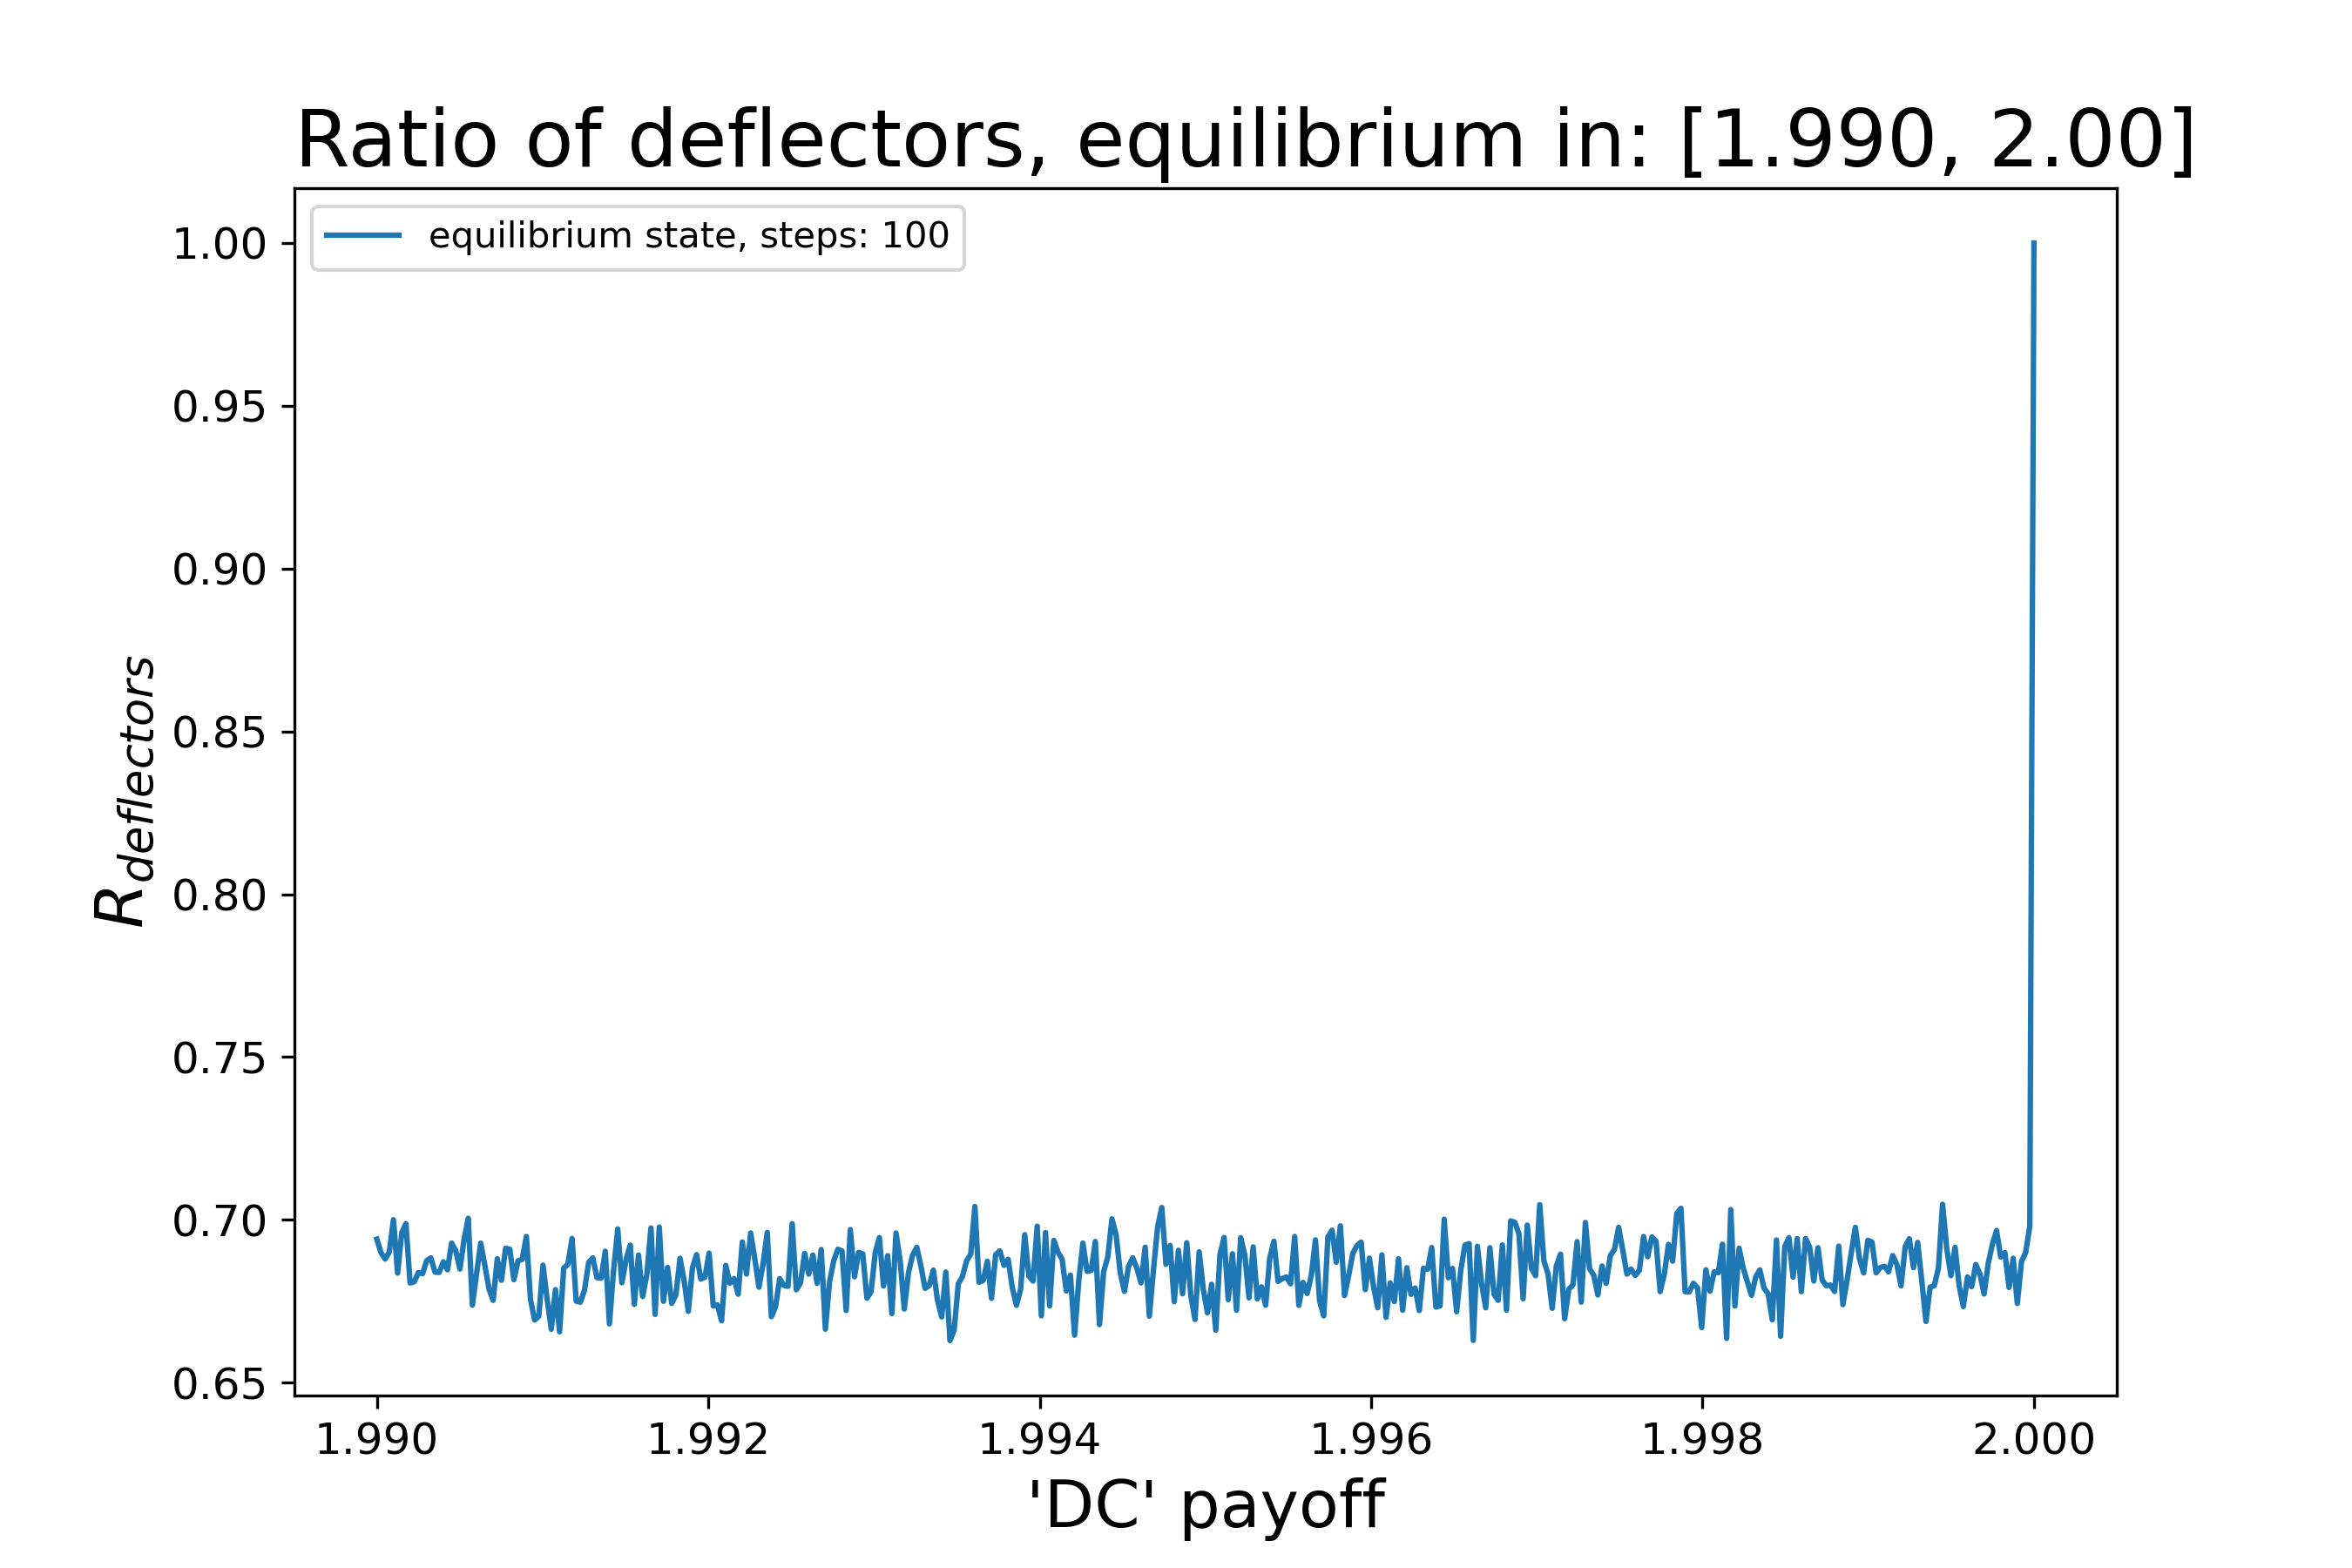 Ratio of deflectors, equilibrium in: [1.990, 2.00]
equilibrium state, steps: 100
1.00
0.95
0.90
0.85
0.80
0.75
0.70
0.65
R_deflectors
1.990 1.992 1.994 1.996 1.998 2.000
'DC' payoff